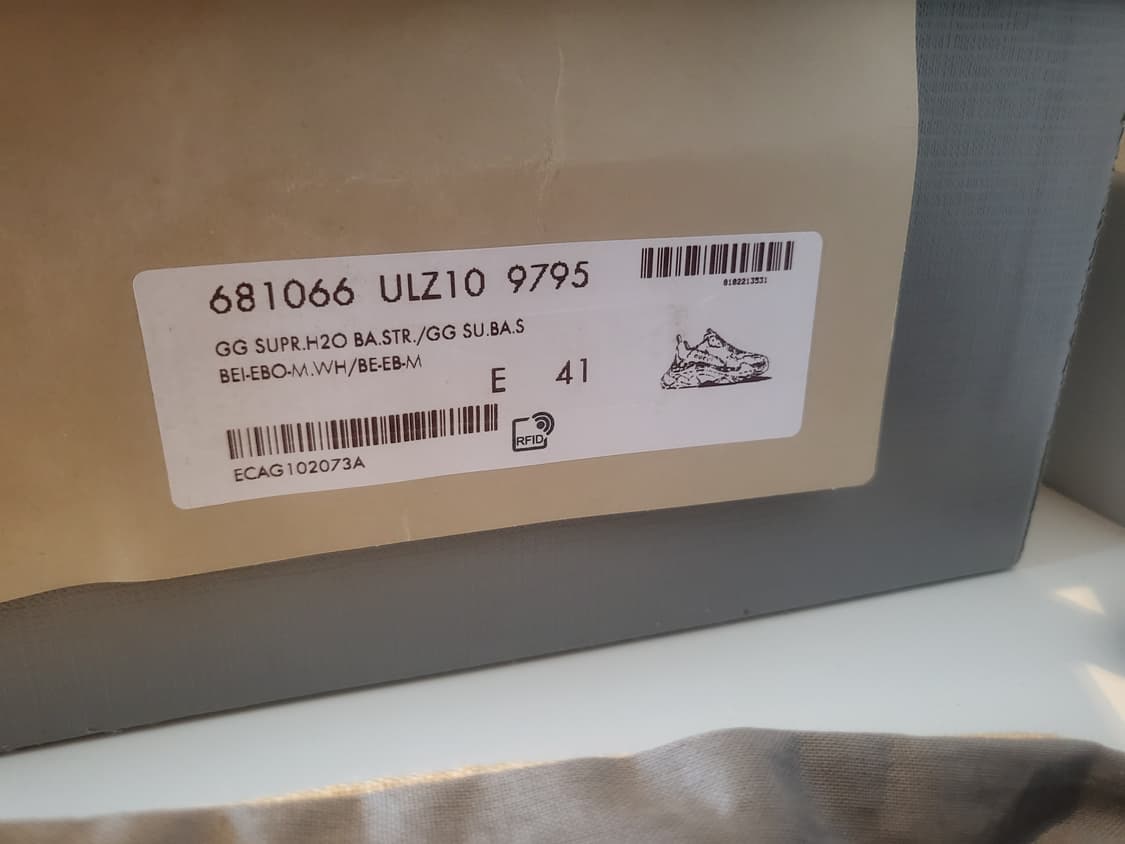 681066 ULZ10 9795
0102213531
GG SUPR.H2O BA.STR./GG SU.BA.S
BEI-EBO-M.WH/BE-EB-M
E 41
RFID
ECAG102073A